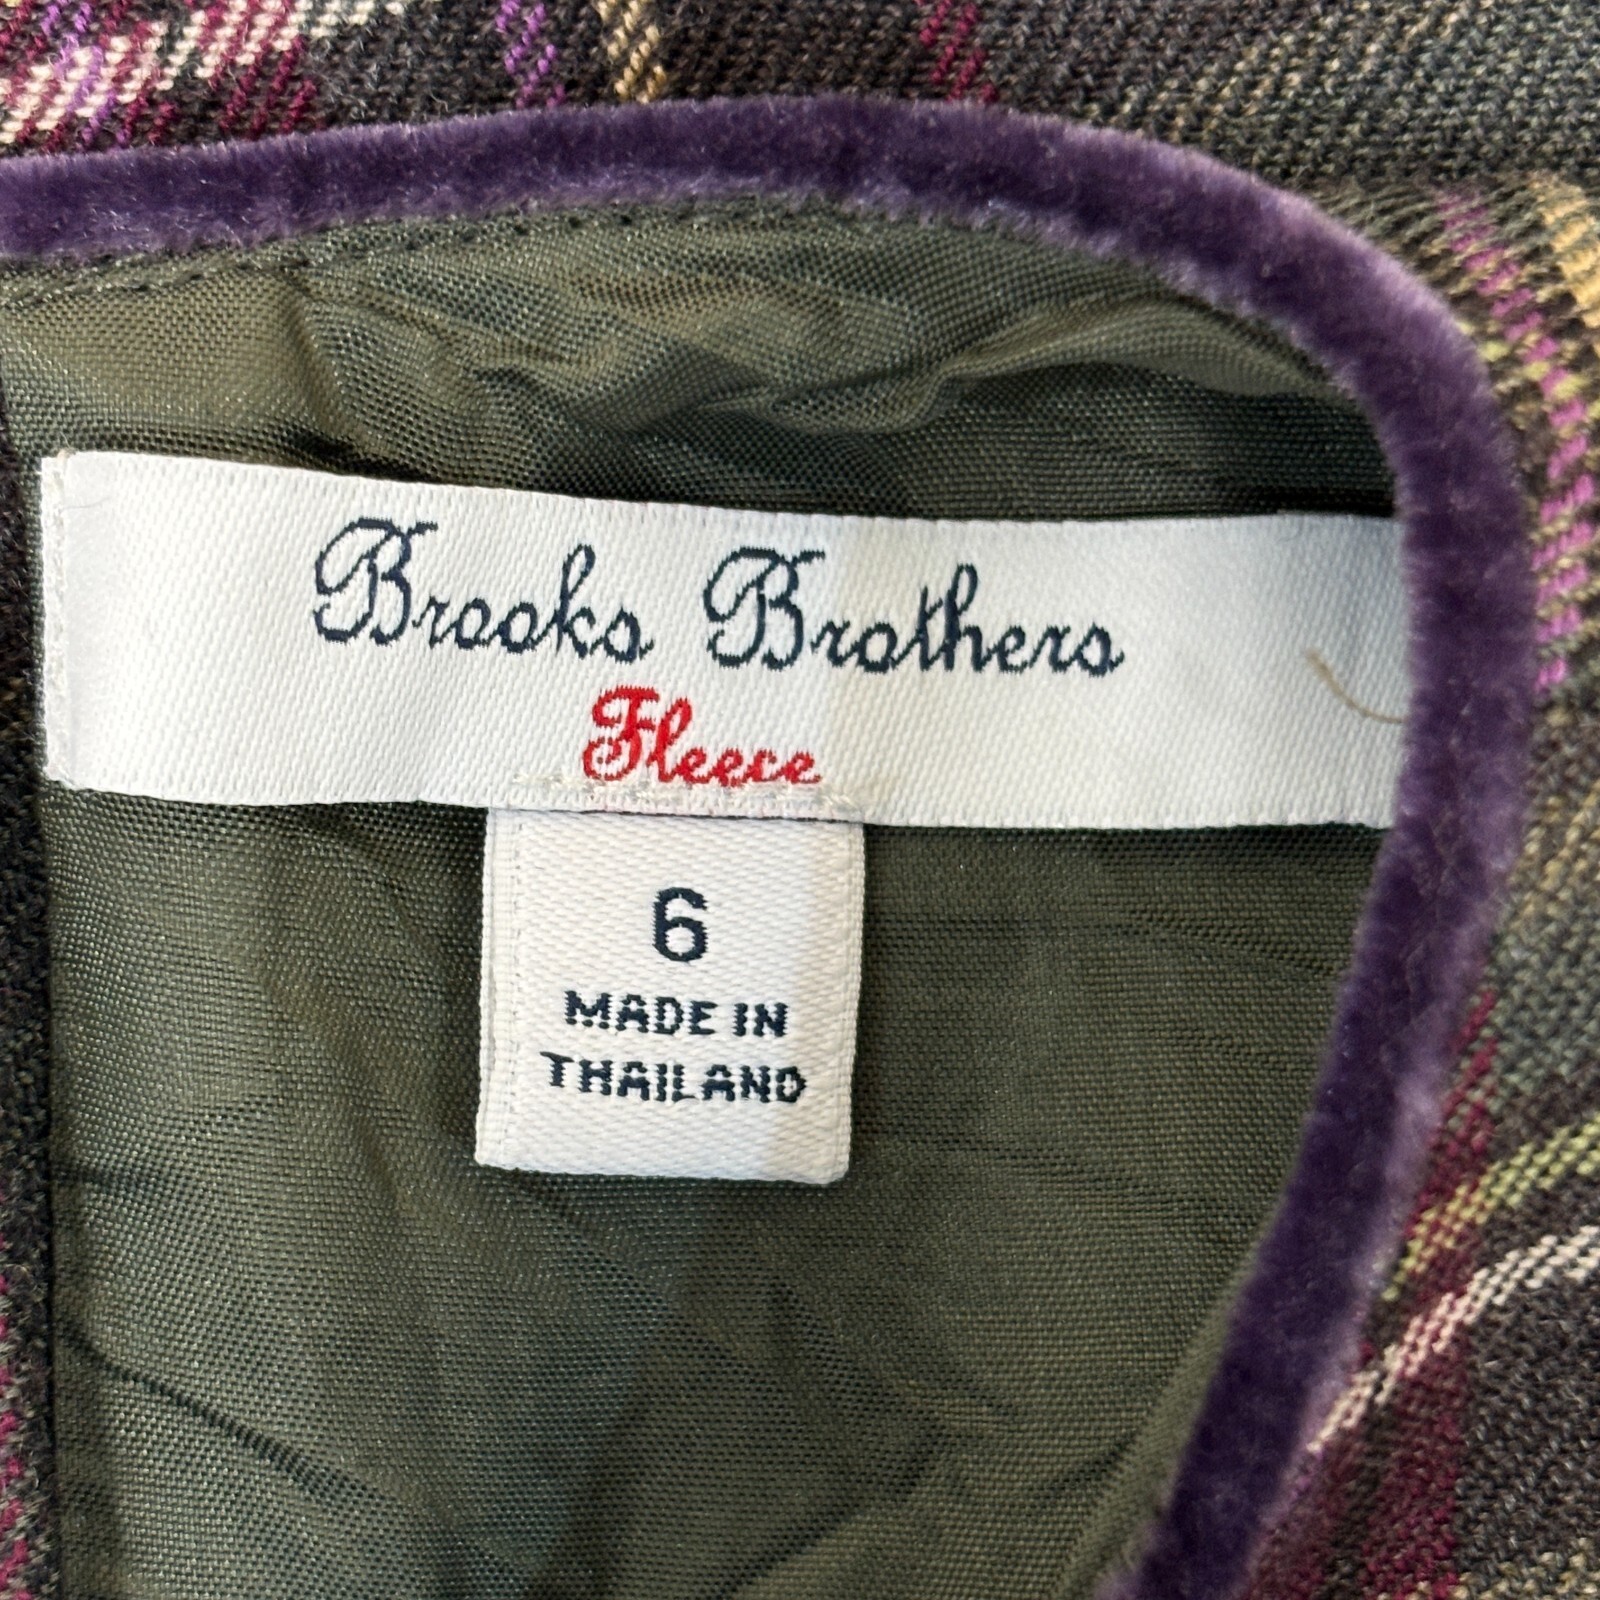 Brooks Brothers
Fleece
6
MADE IN
THAILAND